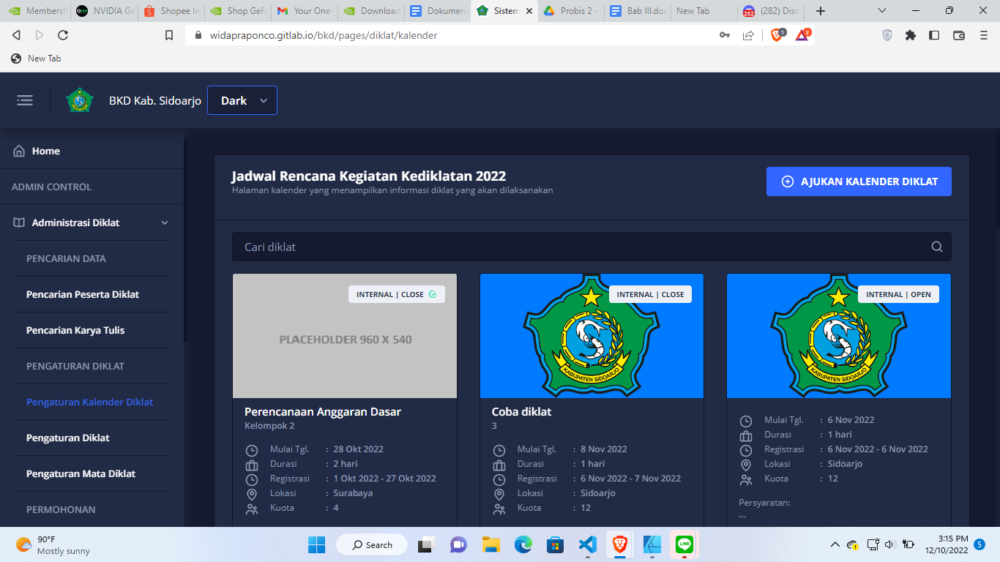 Membersh
NVIDIA Ge
Shopee In
Shop GeFo
Your One-
Download
Dokumen
Sistem
Probis 2 -
Bab III.doc
New Tab
(282) Disc
widapraponco.gitlab.io/bkd/pages/diklat/kalender
1
2
New Tab
BKD Kab. Sidoarjo
Dark
Home
ADMIN CONTROL
Administrasi Diklat
PENCARIAN DATA
Pencarian Peserta Diklat
Pencarian Karya Tulis
PENGATURAN DIKLAT
Pengaturan Kalender Diklat
Pengaturan Diklat
Pengaturan Mata Diklat
PERMOHONAN
Jadwal Rencana Kegiatan Kediklatan 2022
Halaman kalender yang menampilkan informasi diklat yang akan dilaksanakan
AJUKAN KALENDER DIKLAT
Cari diklat
INTERNAL | CLOSE
PLACEHOLDER 960 X 540
Perencanaan Anggaran Dasar
Kelompok 2
Mulai Tgl. : 28 Okt 2022
Durasi : 2 hari
Registrasi : 1 Okt 2022 - 27 Okt 2022
Lokasi : Surabaya
Kuota : 4
INTERNAL | CLOSE
KABUPATEN SIDOARJO
Coba diklat
3
Mulai Tgl. : 8 Nov 2022
Durasi : 1 hari
Registrasi : 6 Nov 2022 - 7 Nov 2022
Lokasi : Sidoarjo
Kuota : 12
INTERNAL | OPEN
KABUPATEN SIDOARJO
Mulai Tgl. : 6 Nov 2022
Durasi : 1 hari
Registrasi : 6 Nov 2022 - 6 Nov 2022
Lokasi : Sidoarjo
Kuota : 12
Persyaratan:
...
90°F
Mostly sunny
Search
LINE
3:15 PM
12/10/2022
5